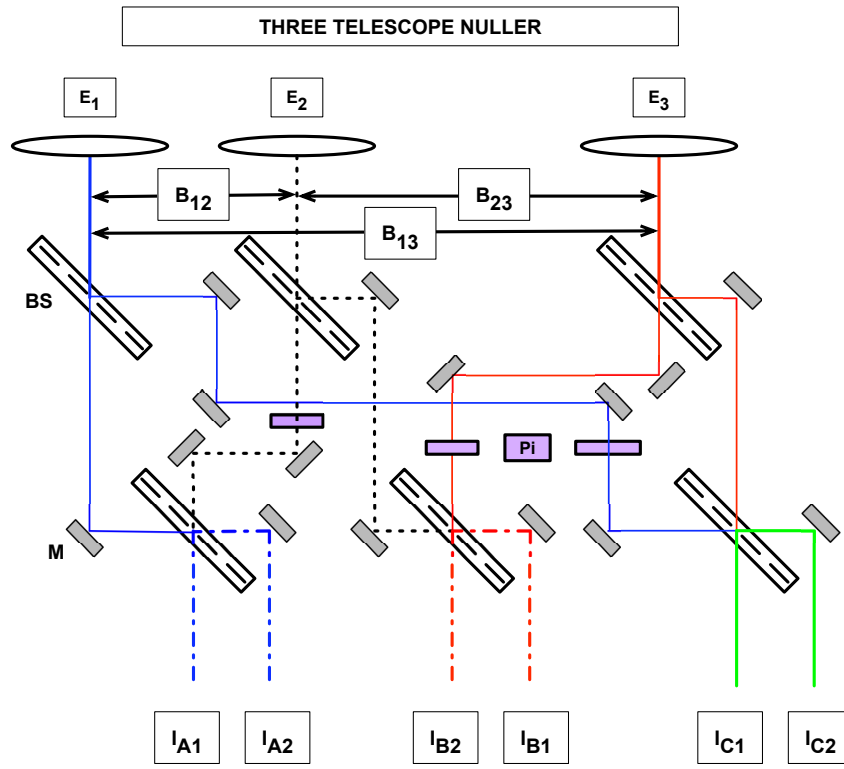 THREE TELESCOPE NULLER
E1 E2 E3
B12 B23
B13
BS
Pi
M
IA1 IA2 IB2 IB1 IC1 IC2